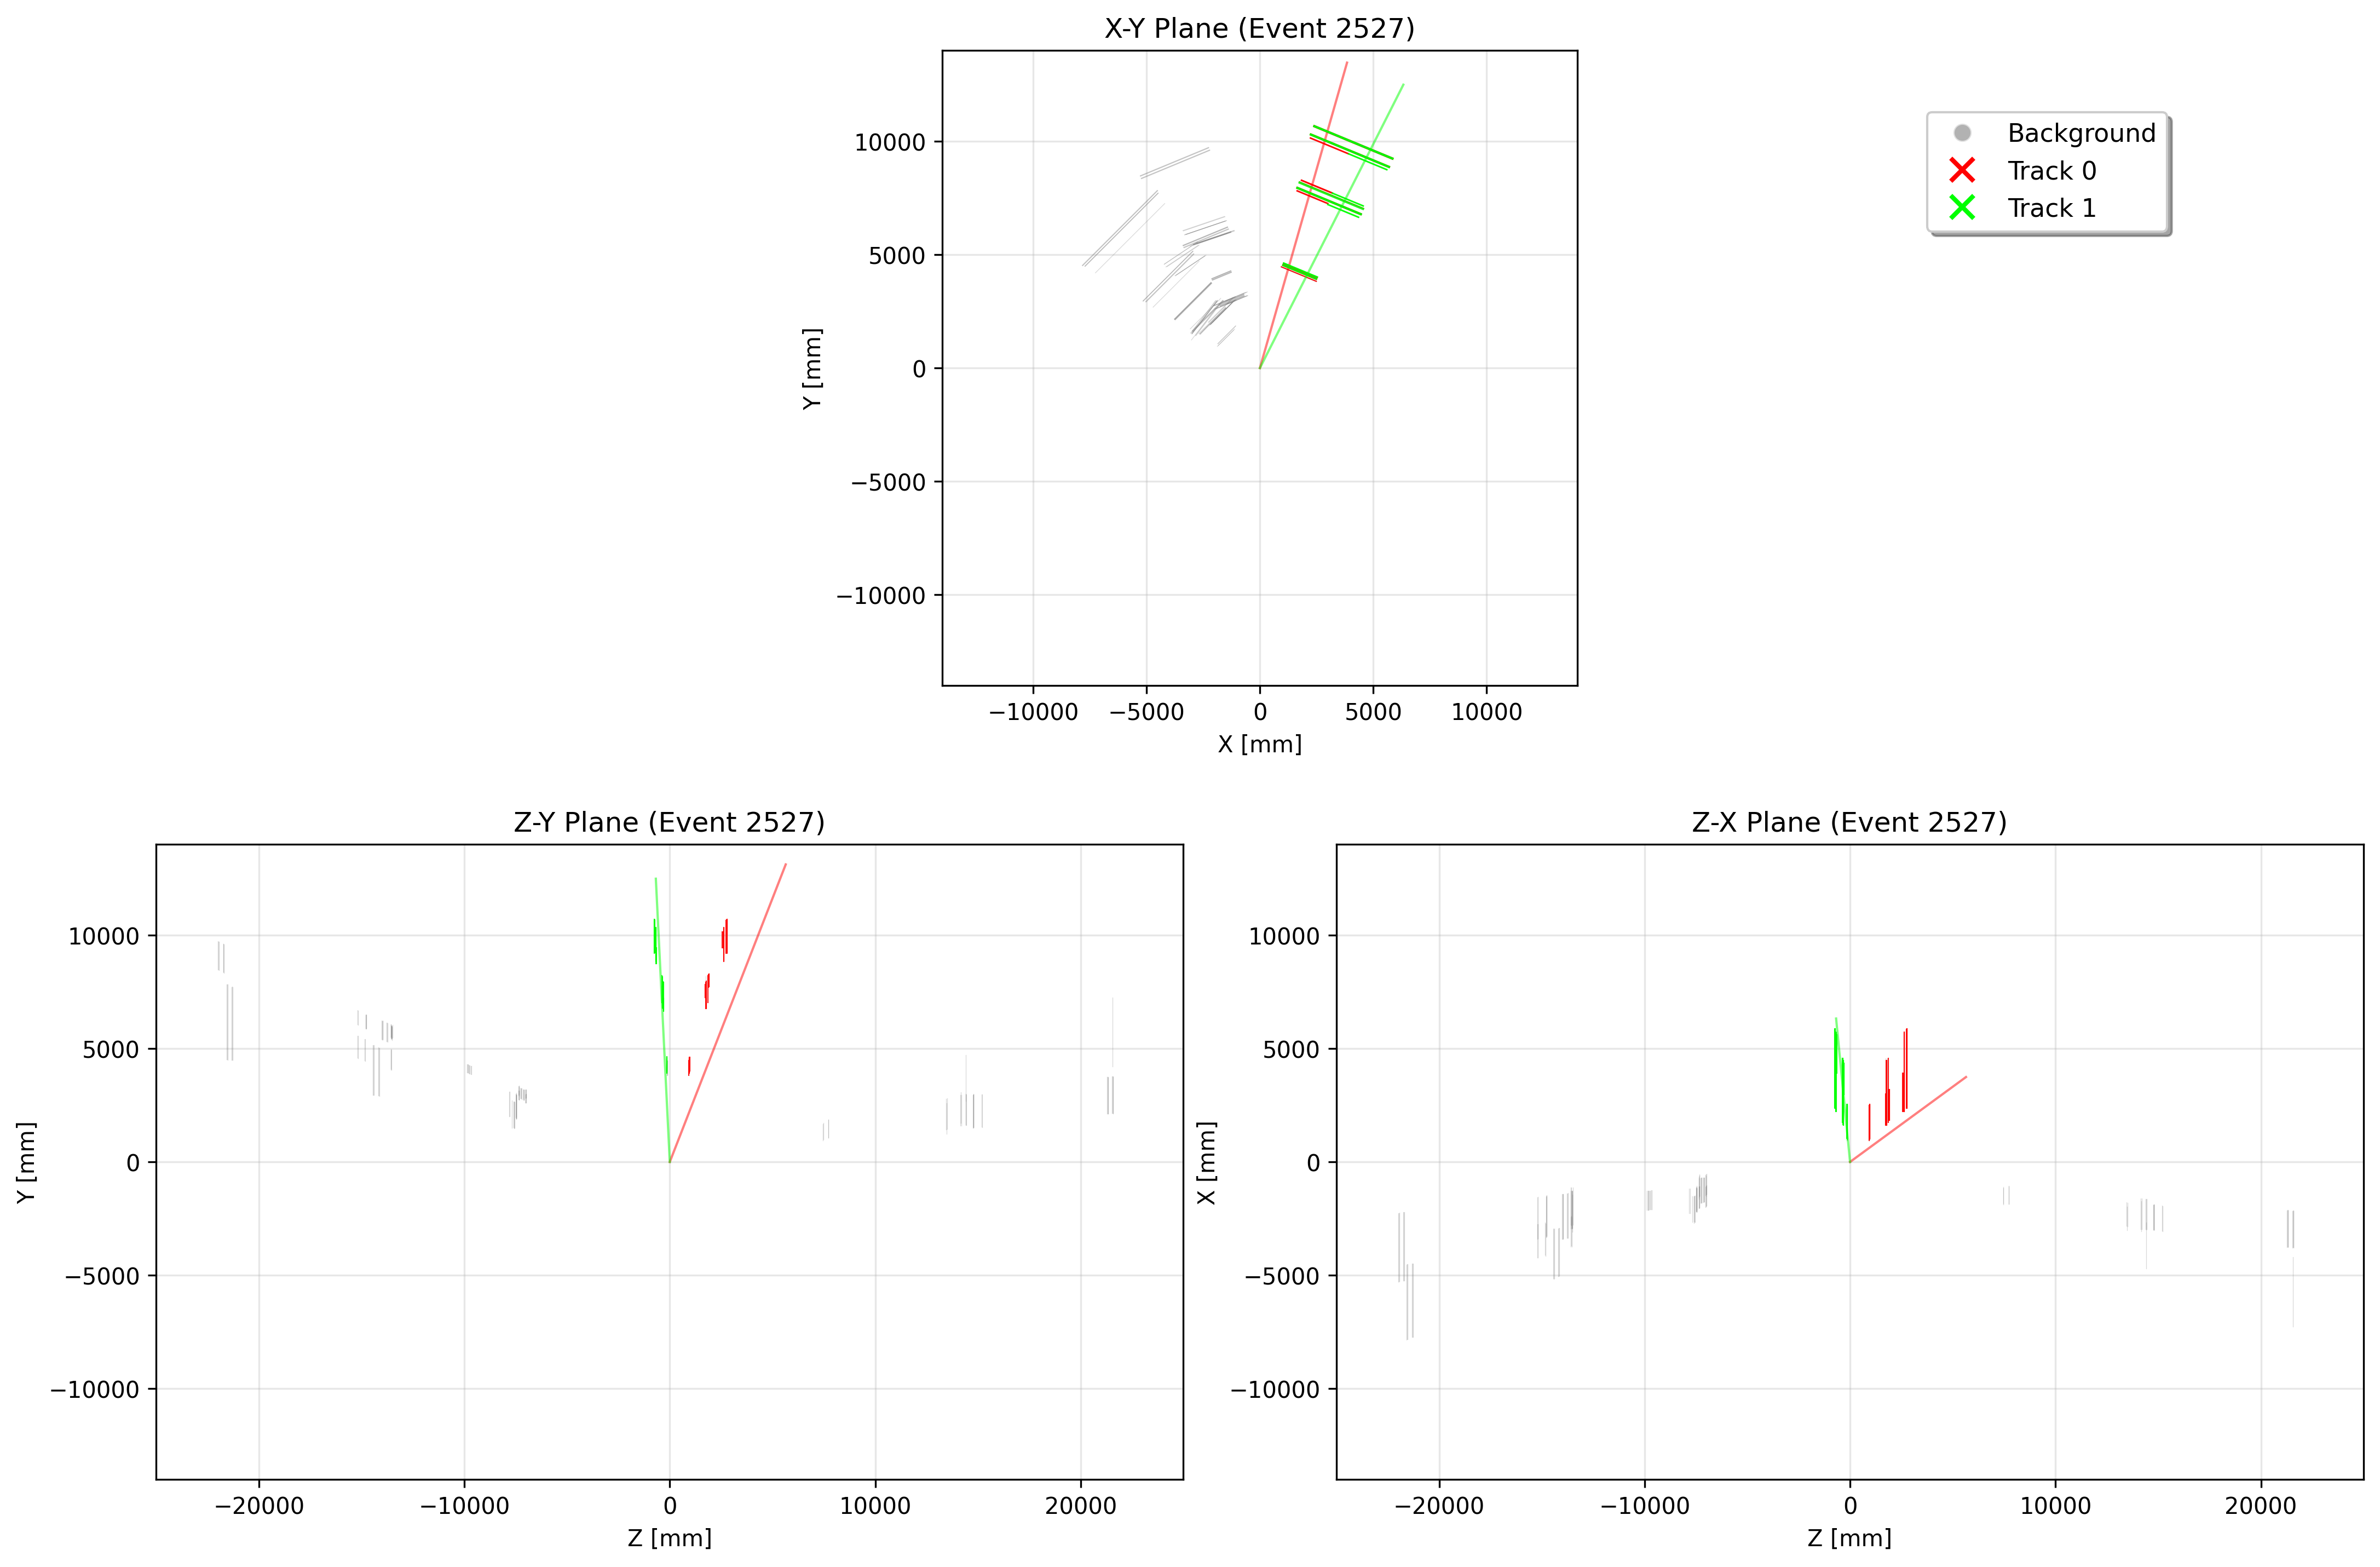 X-Y Plane (Event 2527)
Background
Track 0
Track 1
10000
5000
0
−5000
−10000
Y [mm]
−10000 −5000 0 5000 10000
X [mm]
Z-Y Plane (Event 2527)
10000
5000
0
−5000
−10000
Y [mm]
−20000 −10000 0 10000 20000
Z [mm]
Z-X Plane (Event 2527)
10000
5000
0
−5000
−10000
X [mm]
−20000 −10000 0 10000 20000
Z [mm]